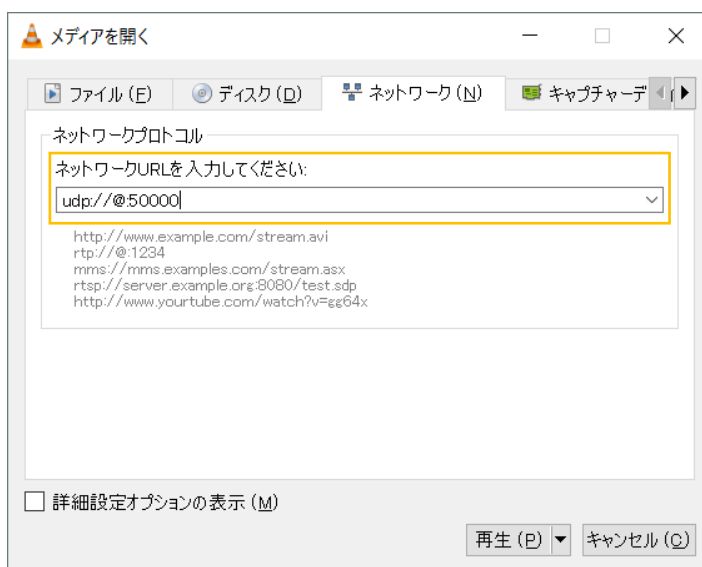 メディアを開く
ファイル(F) ディスク(D) ネットワーク(N) キャプチャーデ
ネットワークプロトコル
ネットワークURLを入力してください:
udp://@:50000
http://www.example.com/stream.avi
rtp://@:1234
mms://mms.examples.com/stream.asx
rtsp://server.example.org:8080/test.sdp
http://www.yourtube.com/watch?v=gg64x
詳細設定オプションの表示(M)
再生(P) キャンセル(C)